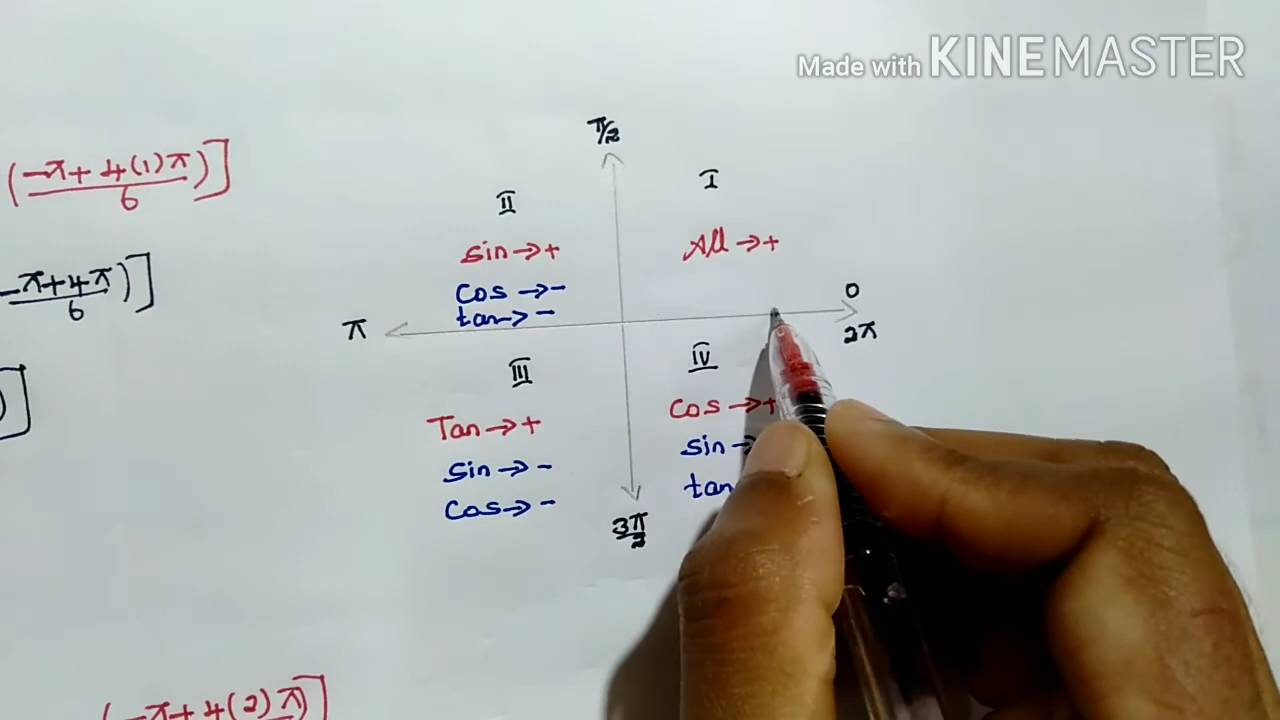 Made with KINEMASTER
(-π + 4(1)π)]
6
-π+4π)]
6
)]
(-π+4(2)π)]
π/2
II
I
sin → +
All → +
cos → -
tan → -
π
0
2π
III
IV
Tan → +
cos → +
sin → -
sin →
cos → -
tan
3π
2